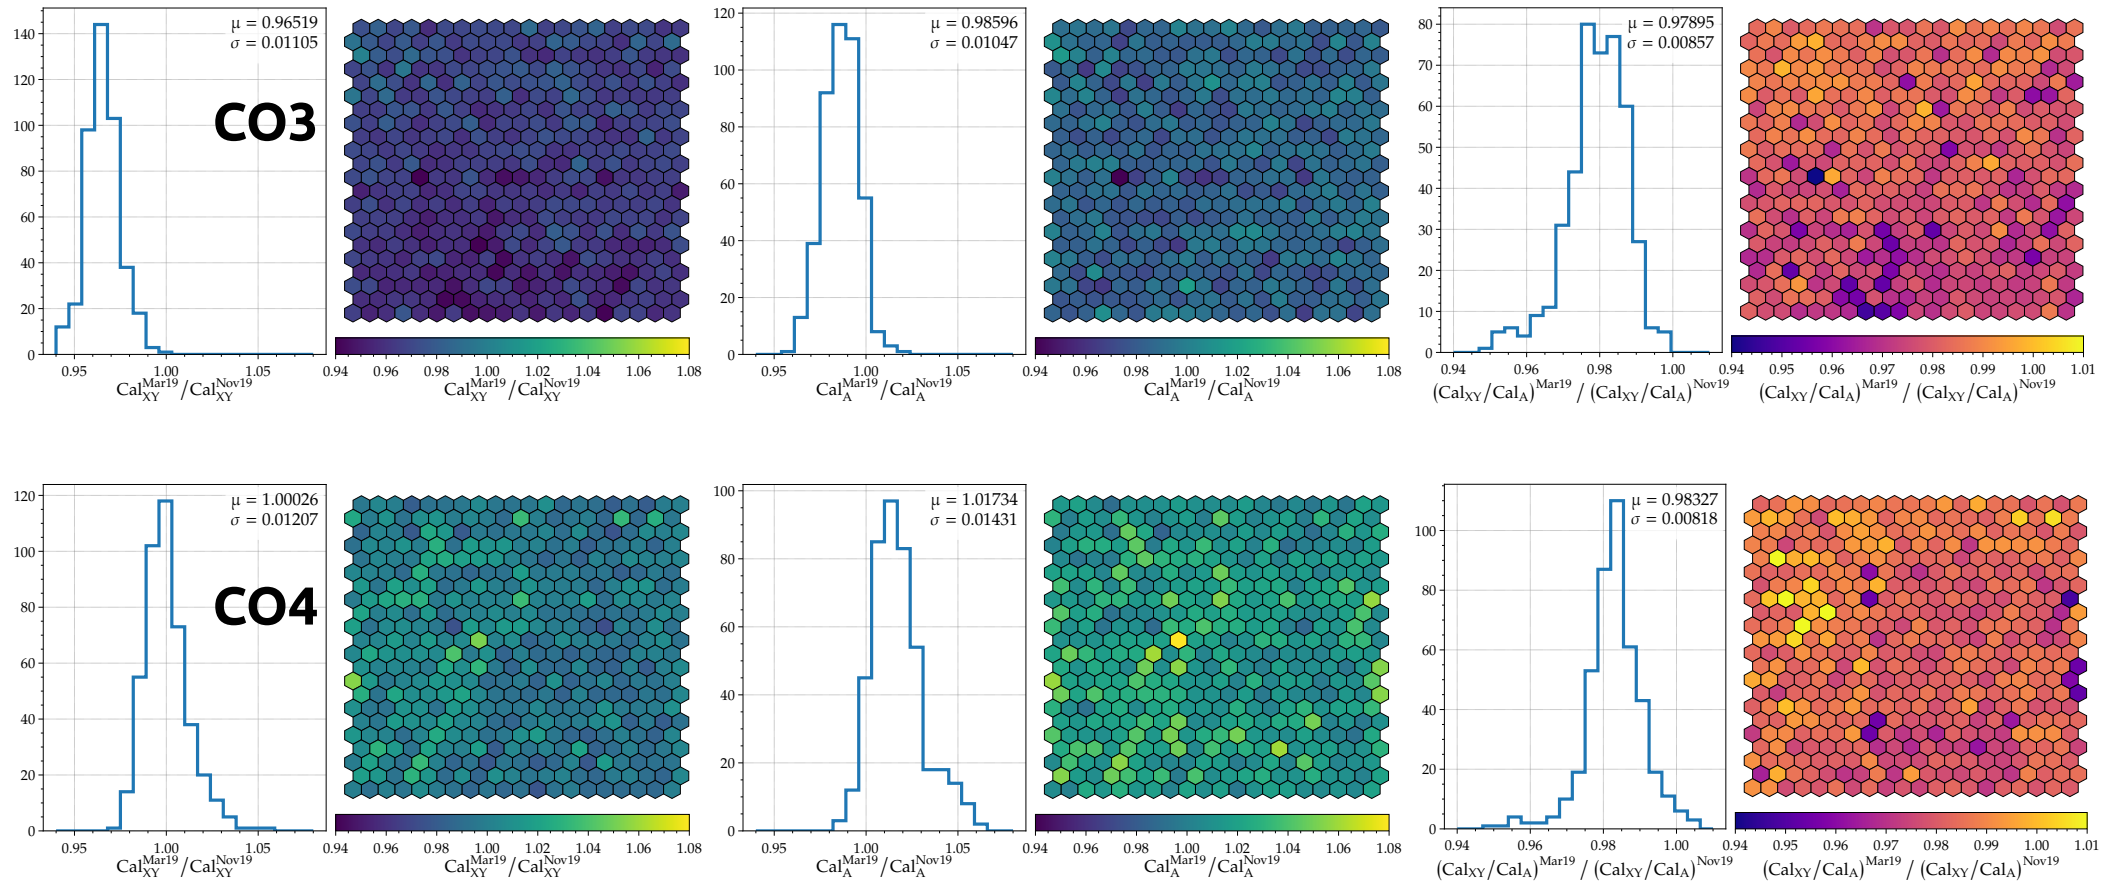 μ = 0.96519
σ = 0.01105
CO3
0 20 40 60 80 100 120 140
0.95 1.00 1.05
Cal_XY^Mar19 / Cal_XY^Nov19
0.94 0.96 0.98 1.00 1.02 1.04 1.06 1.08
Cal_XY^Mar19 / Cal_XY^Nov19
μ = 0.98596
σ = 0.01047
0 20 40 60 80 100 120
0.95 1.00 1.05
Cal_A^Mar19 / Cal_A^Nov19
0.94 0.96 0.98 1.00 1.02 1.04 1.06 1.08
Cal_A^Mar19 / Cal_A^Nov19
μ = 0.97895
σ = 0.00857
0 10 20 30 40 50 60 70 80
0.94 0.96 0.98 1.00
(Cal_XY/Cal_A)^Mar19 / (Cal_XY/Cal_A)^Nov19
0.94 0.95 0.96 0.97 0.98 0.99 1.00 1.01
(Cal_XY/Cal_A)^Mar19 / (Cal_XY/Cal_A)^Nov19
μ = 1.00026
σ = 0.01207
CO4
0 20 40 60 80 100 120
0.95 1.00 1.05
Cal_XY^Mar19 / Cal_XY^Nov19
0.94 0.96 0.98 1.00 1.02 1.04 1.06 1.08
Cal_XY^Mar19 / Cal_XY^Nov19
μ = 1.01734
σ = 0.01431
0 20 40 60 80 100
0.95 1.00 1.05
Cal_A^Mar19 / Cal_A^Nov19
0.94 0.96 0.98 1.00 1.02 1.04 1.06 1.08
Cal_A^Mar19 / Cal_A^Nov19
μ = 0.98327
σ = 0.00818
0 20 40 60 80 100
0.94 0.96 0.98 1.00
(Cal_XY/Cal_A)^Mar19 / (Cal_XY/Cal_A)^Nov19
0.94 0.95 0.96 0.97 0.98 0.99 1.00 1.01
(Cal_XY/Cal_A)^Mar19 / (Cal_XY/Cal_A)^Nov19